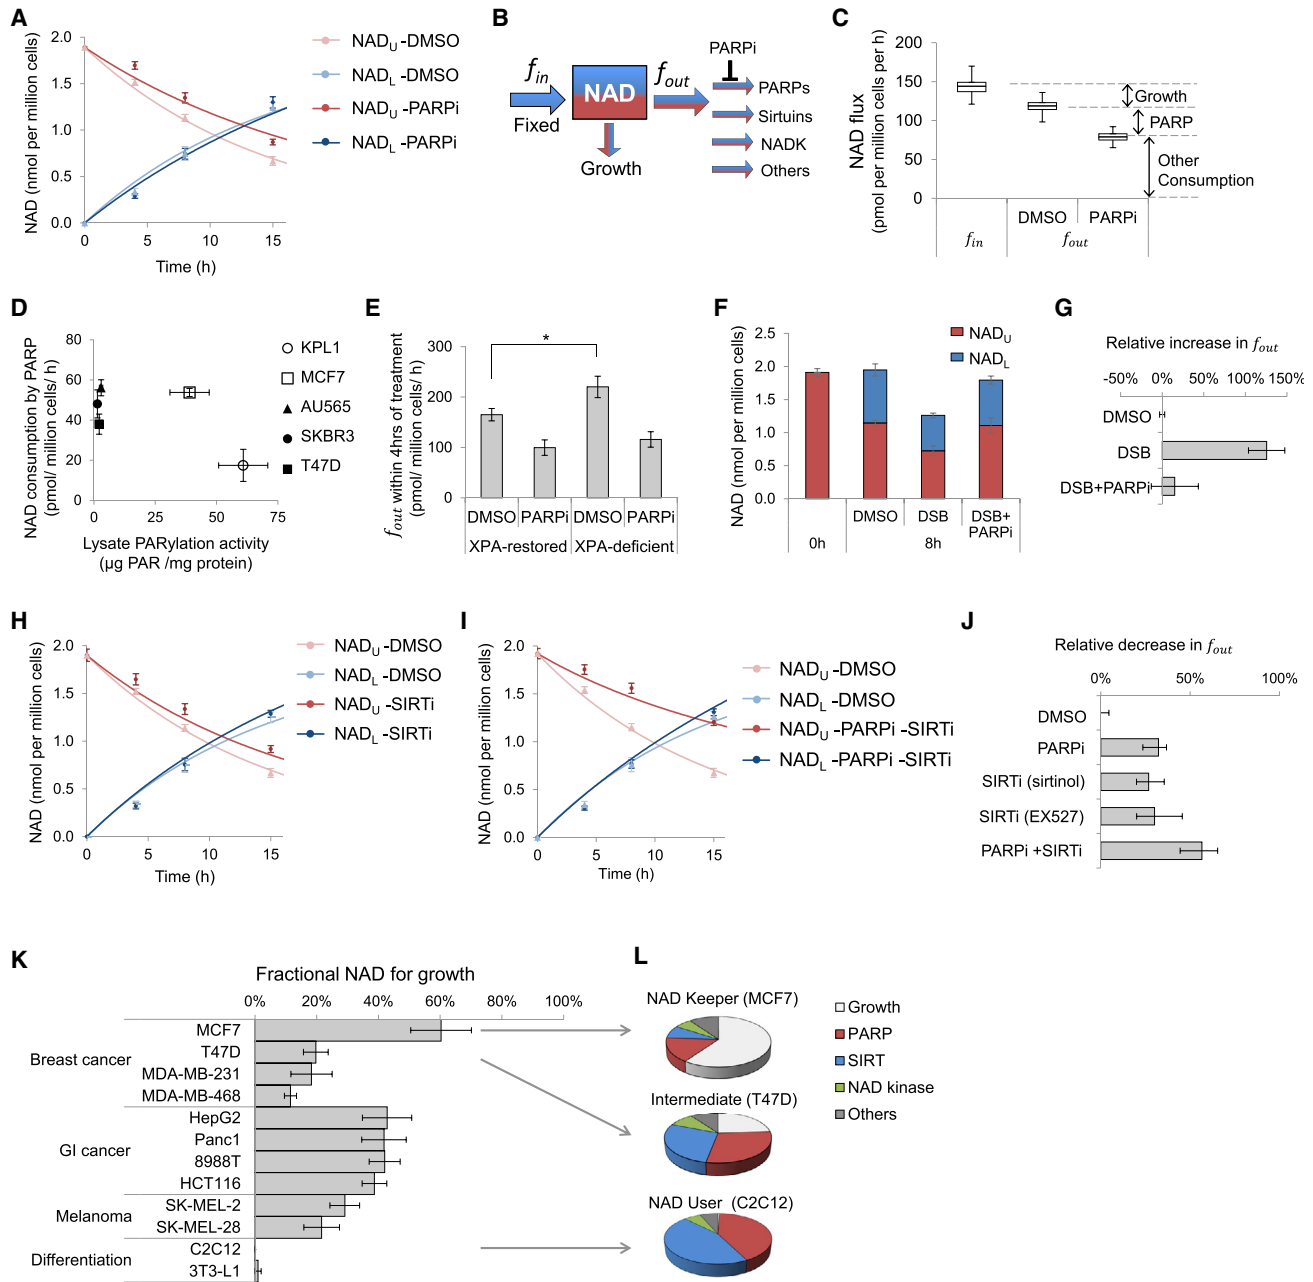 A
NAD (nmol per million cells)
2.0
1.5
1.0
0.5
0.0
0
5
10
15
Time (h)
NADU -DMSO
NADL -DMSO
NADU -PARPi
NADL -PARPi
B
fin
Fixed
NAD
fout
Growth
PARPi
PARPs
Sirtuins
NADK
Others
C
NAD flux
(pmol per million cells per h)
200
150
100
50
0
Growth
PARP
Other
Consumption
DMSO
PARPi
fin
fout
D
NAD consumption by PARP
(pmol/ million cells/ h)
80
60
40
20
0
0
25
50
75
Lysate PARylation activity
(µg PAR /mg protein)
KPL1
MCF7
AU565
SKBR3
T47D
E
fout within 4hrs of treatment
(pmol/ million cells/ h)
300
200
100
0
*
DMSO
PARPi
DMSO
PARPi
XPA-restored
XPA-deficient
F
NAD (nmol per million cells)
2.5
2.0
1.5
1.0
0.5
0.0
NADU
NADL
DMSO
DSB
DSB+
PARPi
0h
8h
G
Relative increase in fout
-50%
0%
50%
100%
150%
DMSO
DSB
DSB+PARPi
H
NAD (nmol per million cells)
2.0
1.5
1.0
0.5
0.0
0
5
10
15
Time (h)
NADU -DMSO
NADL -DMSO
NADU -SIRTi
NADL -SIRTi
I
NAD (nmol per million cells)
2.0
1.5
1.0
0.5
0.0
0
5
10
15
Time (h)
NADU -DMSO
NADL -DMSO
NADU -PARPi -SIRTi
NADL -PARPi -SIRTi
J
Relative decrease in fout
0%
50%
100%
DMSO
PARPi
SIRTi (sirtinol)
SIRTi (EX527)
PARPi +SIRTi
K
Fractional NAD for growth
0%
20%
40%
60%
80%
100%
Breast cancer
MCF7
T47D
MDA-MB-231
MDA-MB-468
GI cancer
HepG2
Panc1
8988T
HCT116
Melanoma
SK-MEL-2
SK-MEL-28
Differentiation
C2C12
3T3-L1
L
NAD Keeper (MCF7)
Intermediate (T47D)
NAD User (C2C12)
Growth
PARP
SIRT
NAD kinase
Others